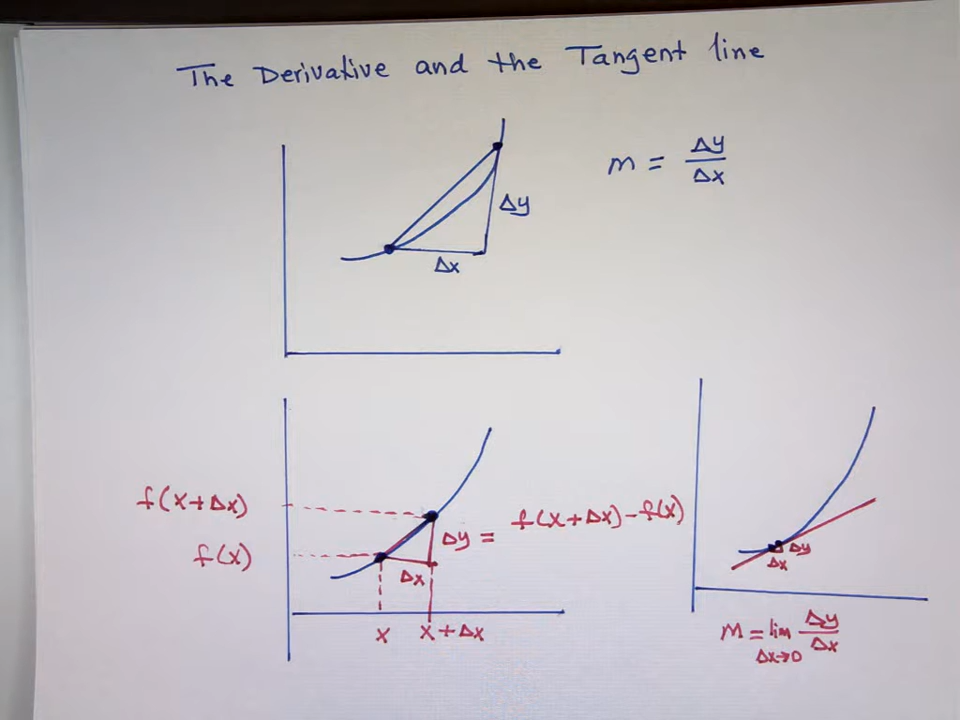 The Derivative and the Tangent line
m = Δy/Δx
Δy
Δx
f(x+Δx)
f(x)
Δy = f(x+Δx)-f(x)
Δx
x
x+Δx
Δy
Δx
m = lim Δy/Δx
Δx→0